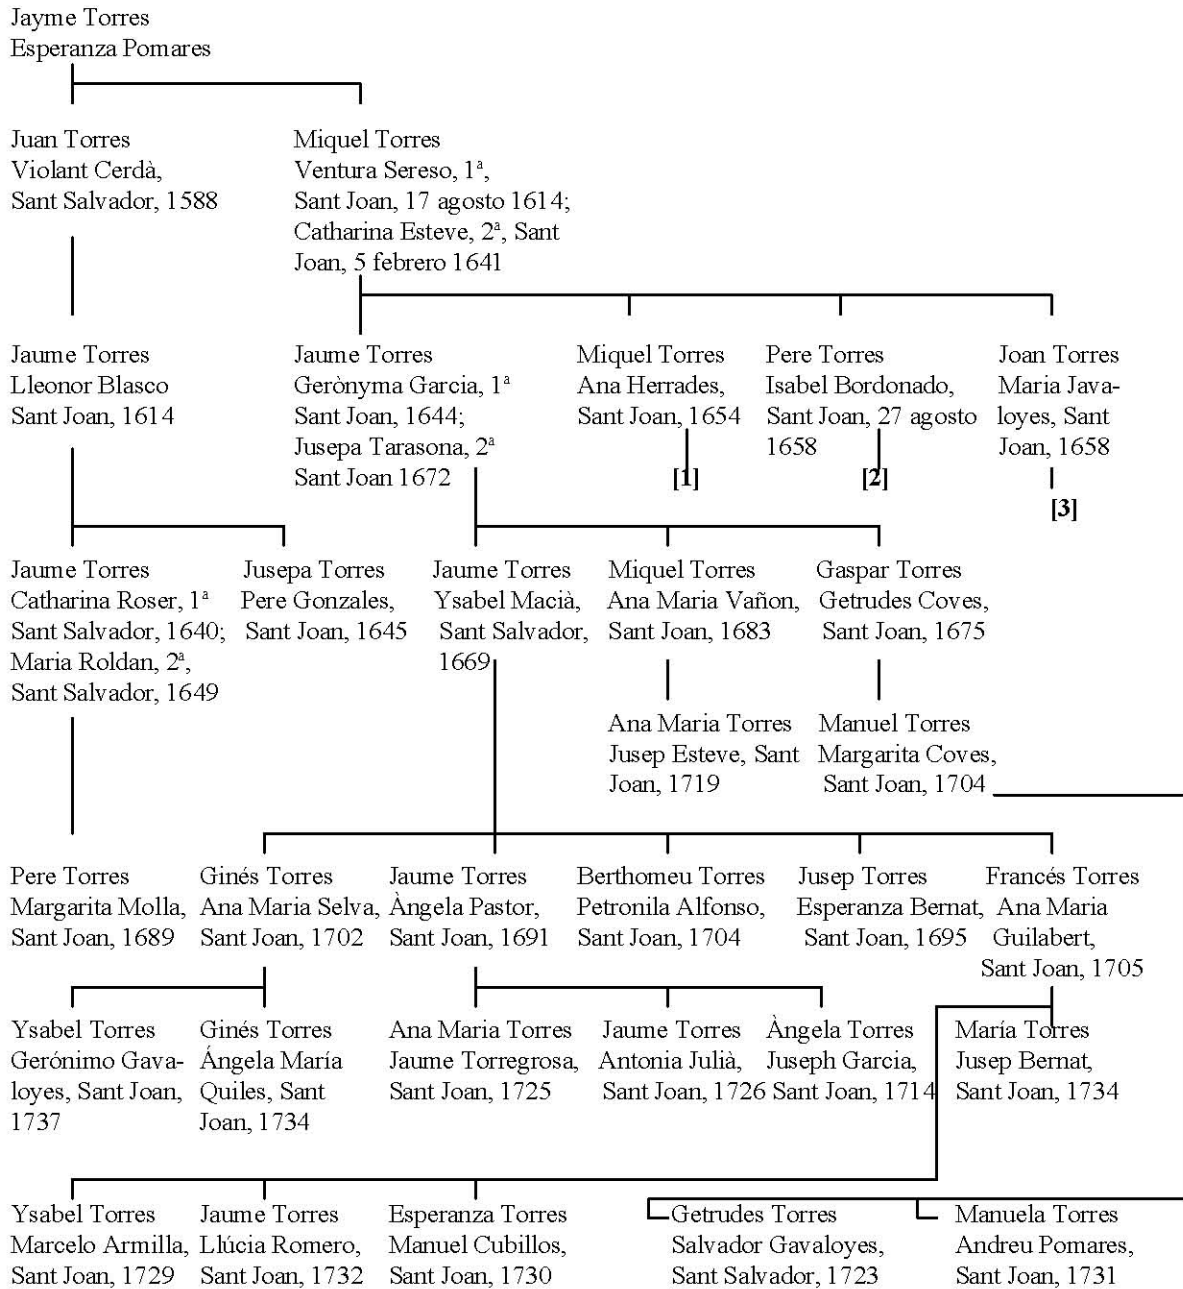 Jayme Torres
Esperanza Pomares
Juan Torres
Violant Cerdà,
Sant Salvador, 1588
Miquel Torres
Ventura Sereso, 1ª,
Sant Joan, 17 agosto 1614;
Catharina Esteve, 2ª, Sant
Joan, 5 febrero 1641
Jaume Torres
Lleonor Blasco
Sant Joan, 1614
Jaume Torres
Gerònyma Garcia, 1ª
Sant Joan, 1644;
Jusepa Tarasona, 2ª
Sant Joan 1672
Miquel Torres
Ana Herrades,
Sant Joan, 1654
[1]
Pere Torres
Isabel Bordonado,
Sant Joan, 27 agosto
1658
[2]
Joan Torres
Maria Java-
loyes, Sant
Joan, 1658
[3]
Jaume Torres
Catharina Roser, 1ª
Sant Salvador, 1640;
Maria Roldan, 2ª,
Sant Salvador, 1649
Jusepa Torres
Pere Gonzales,
Sant Joan, 1645
Jaume Torres
Ysabel Macià,
Sant Salvador,
1669
Miquel Torres
Ana Maria Vañon,
Sant Joan, 1683
Gaspar Torres
Getrudes Coves,
Sant Joan, 1675
Ana Maria Torres
Jusep Esteve, Sant
Joan, 1719
Manuel Torres
Margarita Coves,
Sant Joan, 1704
Pere Torres
Margarita Molla,
Sant Joan, 1689
Ginés Torres
Ana Maria Selva,
Sant Joan, 1702
Jaume Torres
Àngela Pastor,
Sant Joan, 1691
Berthomeu Torres
Petronila Alfonso,
Sant Joan, 1704
Jusep Torres
Esperanza Bernat,
Sant Joan, 1695
Francés Torres
Ana Maria
Guilabert,
Sant Joan, 1705
Ysabel Torres
Gerónimo Gava-
loyes, Sant Joan,
1737
Ginés Torres
Ángela María
Quiles, Sant
Joan, 1734
Ana Maria Torres
Jaume Torregrosa,
Sant Joan, 1725
Jaume Torres
Antonia Julià,
Sant Joan, 1726
Àngela Torres
Juseph Garcia,
Sant Joan, 1714
María Torres
Jusep Bernat,
Sant Joan, 1734
Ysabel Torres
Marcelo Armilla,
Sant Joan, 1729
Jaume Torres
Llúcia Romero,
Sant Joan, 1732
Esperanza Torres
Manuel Cubillos,
Sant Joan, 1730
Getrudes Torres
Salvador Gavaloyes,
Sant Salvador, 1723
Manuela Torres
Andreu Pomares,
Sant Joan, 1731